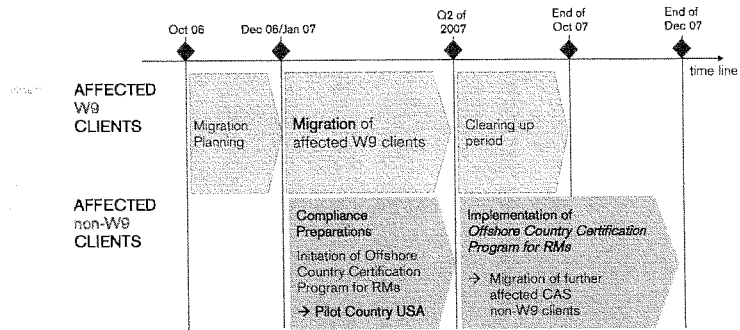 Oct 06
Dec 06/Jan 07
Q2 of
2007
End of
Oct 07
End of
Dec 07
time line
AFFECTED
W9
CLIENTS
Migration
Planning
Migration of
affected W9 clients
Clearing up
period
AFFECTED
non-W9
CLIENTS
Compliance
Preparations
Initiation of Offshore
Country Certification
Program for RMs
→ Pilot Country USA
Implementation of
Offshore Country Certification
Program for RMs
→ Migration of further
affected CAS
non-W9 clients